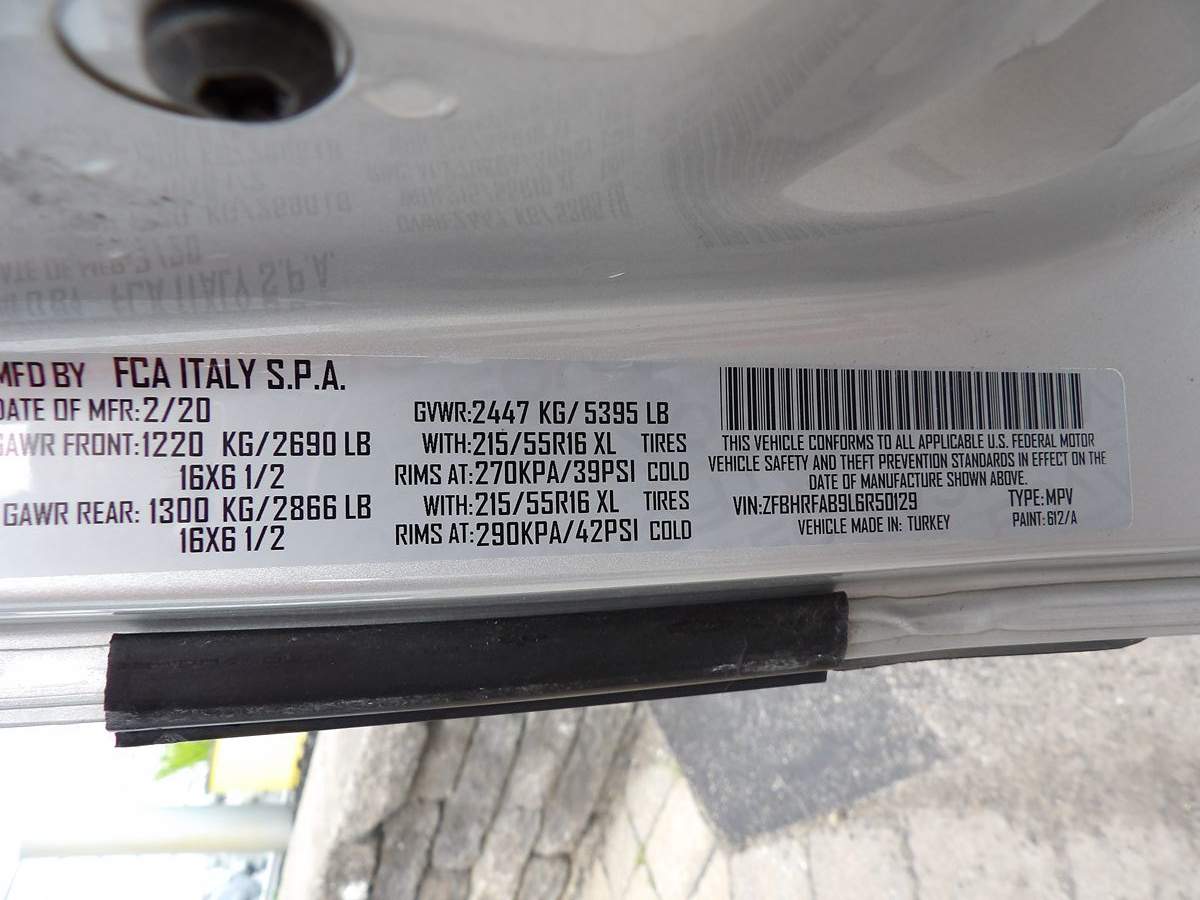 MFD BY FCA ITALY S.P.A.
DATE OF MFR:2/20
GVWR:2447 KG/5395 LB
GAWR FRONT:1220 KG/2690 LB WITH:215/55R16 XL TIRES
16X6 1/2 RIMS AT:270KPA/39PSI COLD
GAWR REAR: 1300 KG/2866 LB WITH:215/55R16 XL TIRES
16X6 1/2 RIMS AT:290KPA/42PSI COLD
THIS VEHICLE CONFORMS TO ALL APPLICABLE U.S. FEDERAL MOTOR
VEHICLE SAFETY AND THEFT PREVENTION STANDARDS IN EFFECT ON THE
DATE OF MANUFACTURE SHOWN ABOVE.
VIN:ZFBHRFAB9L6R50129 TYPE:MPV
VEHICLE MADE IN: TURKEY PAINT:612/A